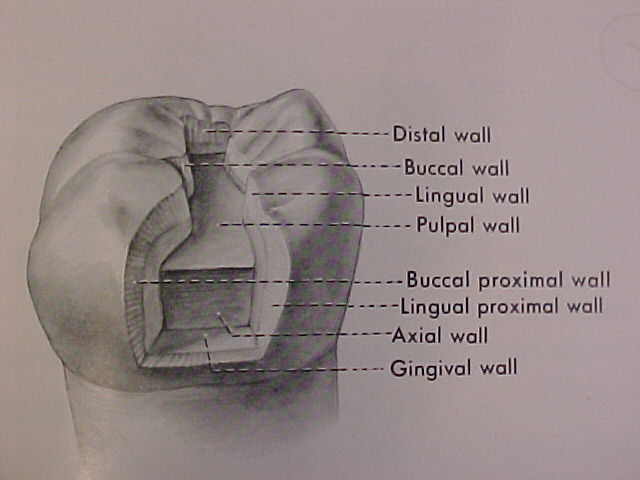 Distal wall
Buccal wall
Lingual wall
Pulpal wall
Buccal proximal wall
Lingual proximal wall
Axial wall
Gingival wall